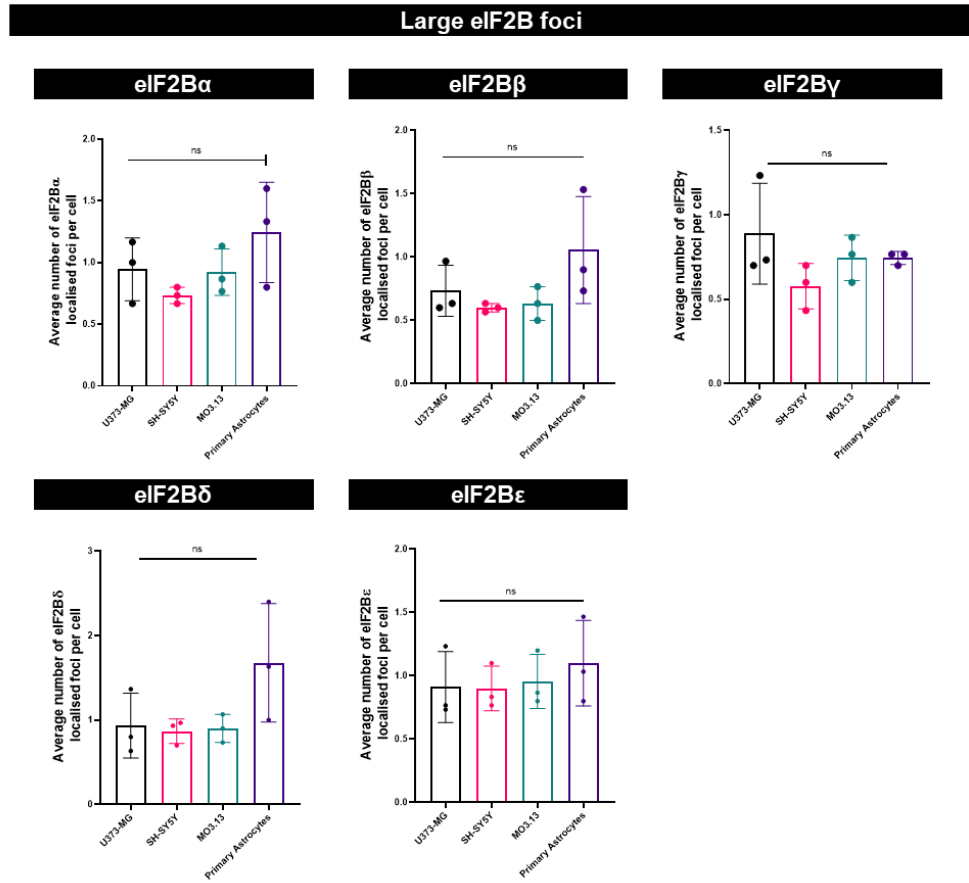 Large eIF2B foci
eIF2Bα
eIF2Bβ
eIF2Bγ
Average number of eIF2Bα
localised foci per cell
2.0
1.5
1.0
0.5
0.0
ns
U373-MG
SH-SY5Y
MO3.13
Primary Astrocytes
Average number of eIF2Bβ
localised foci per cell
2.0
1.5
1.0
0.5
0.0
ns
U373-MG
SH-SY5Y
MO3.13
Primary Astrocytes
Average number of eIF2Bγ
localised foci per cell
1.5
1.0
0.5
0.0
ns
U373-MG
SH-SY5Y
MO3.13
Primary Astrocytes
eIF2Bδ
eIF2Bε
Average number of eIF2Bδ
localised foci per cell
3
2
1
0
ns
U373-MG
SH-SY5Y
MO3.13
Primary Astrocytes
Average number of eIF2Bε
localised foci per cell
2.0
1.5
1.0
0.5
0.0
ns
U373-MG
SH-SY5Y
MO3.13
Primary Astrocytes